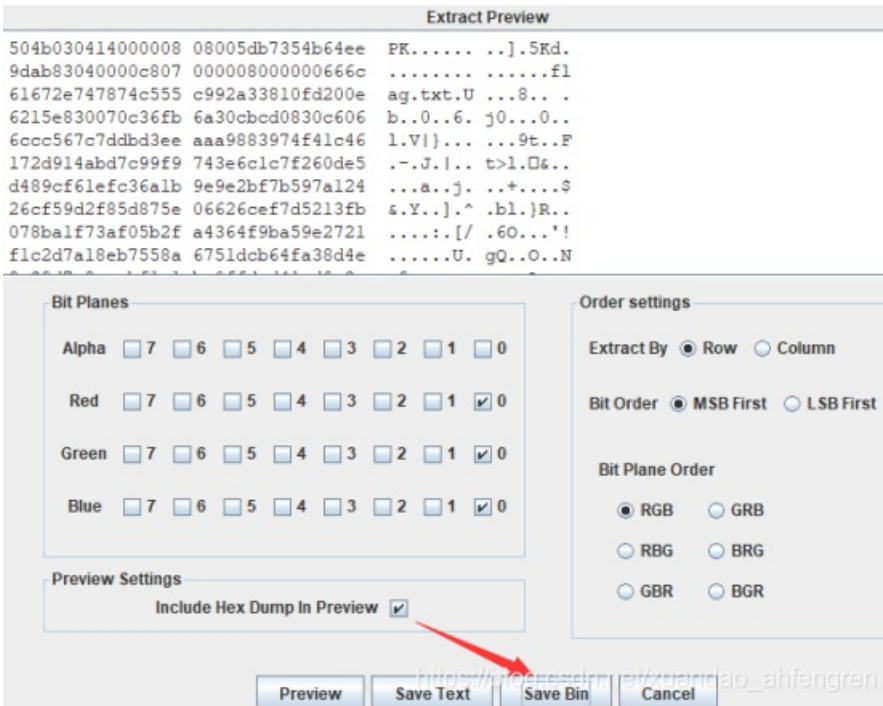 Extract Preview
504b030414000008 08005db7354b64ee PK...... ..].5Kd.
9dab83040000c807 000008000000666c ........ ......fl
61672e747874c555 c992a33810fd200e ag.txt.U ...8.. .
6215e830070c36fb 6a30cbcd0830c606 b..0..6. j0...0..
6ccc567c7ddbd3ee aaa9883974f41c46 l.V|}... ...9t..F
172d914abd7c99f9 743e6c1c7f260de5 .-.J.|.. t>l.□&..
d489cf61efc36a1b 9e9e2bf7b597a124 ...a..j. ..+....$
26cf59d2f85d875e 06626cef7d5213fb &.Y..].^ .bl.}R..
078ba1f73af05b2f a4364f9ba59e2721 ....:.[/ .6O...'!
f1c2d7a18eb7558a 6751dcb64fa38d4e ......U. gQ..O..N
Bit Planes
Order settings
Alpha 7 6 5 4 3 2 1 0
Extract By Row Column
Red 7 6 5 4 3 2 1 0
Bit Order MSB First LSB First
Green 7 6 5 4 3 2 1 0
Bit Plane Order
Blue 7 6 5 4 3 2 1 0
RGB GRB
RBG BRG
Preview Settings
GBR BGR
Include Hex Dump In Preview
https://blog.csdn.net/xuandao_ahfengren
Preview Save Text Save Bin Cancel